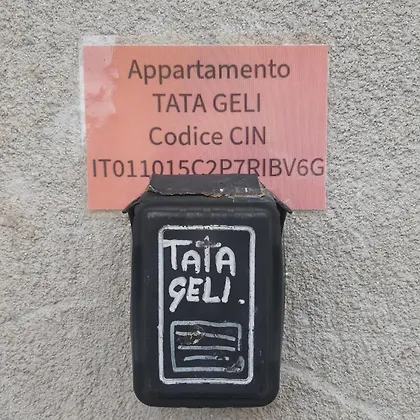 Appartamento
TATA GELI
Codice CIN
IT011015C2P7RIBV6G
TATA
GELI.